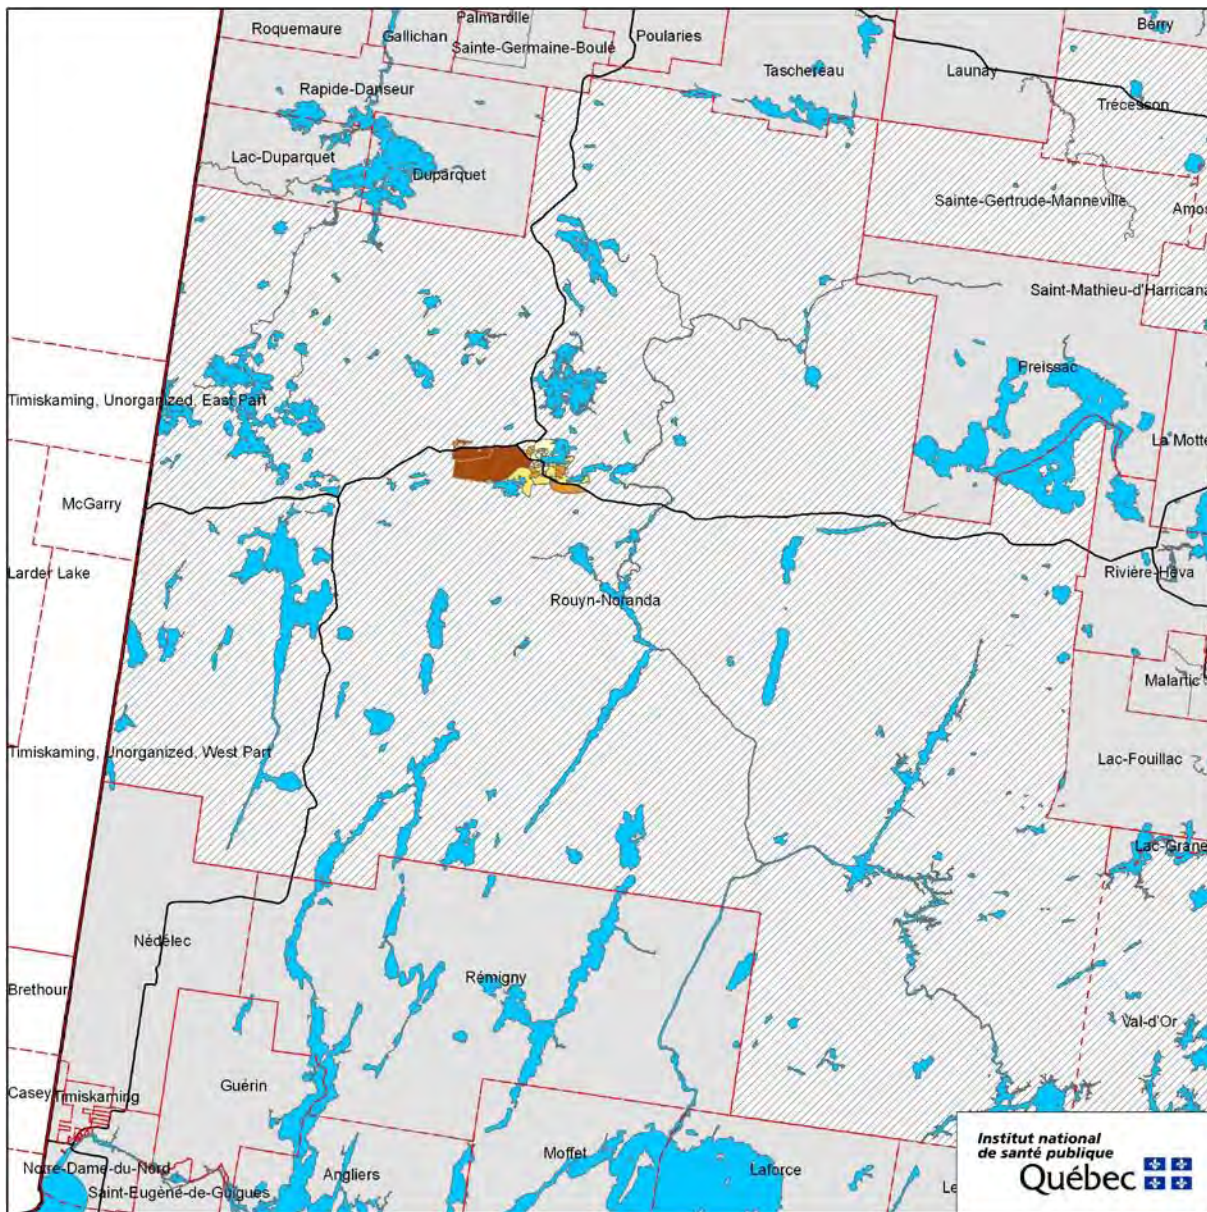 Palmarolle
Roquemaure
Gallichan
Poularies
Berry
Sainte-Germaine-Boulé
Taschereau
Launay
Rapide-Danseur
Trécesson
Lac-Duparquet
Duparquet
Sainte-Gertrude-Manneville
Amos
Saint-Mathieu-d'Harricana
Preissac
Timiskaming, Unorganized, East Part
La Motte
McGarry
Larder Lake
Rivière-Héva
Rouyn-Noranda
Malartic
Timiskaming, Unorganized, West Part
Lac-Fouillac
Lac-Grane
Nédélec
Rémigny
Brethour
Val-d'Or
Guérin
Casey
Timiskaming
Institut national
de santé publique
Québec
Moffet
Notre-Dame-du-Nord
Angliers
Laforce
Saint-Eugène-de-Guigues
Le